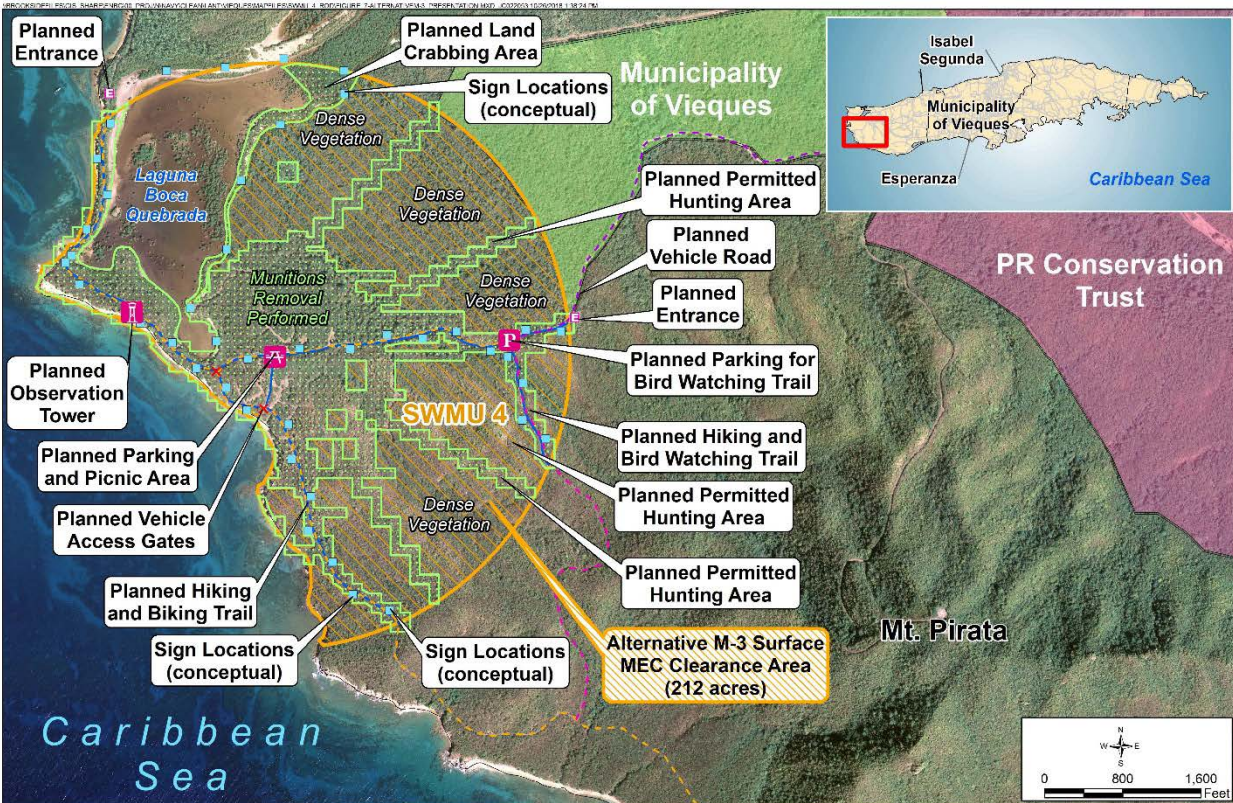 Planned
Entrance
Planned Land
Crabbing Area
Sign Locations
(conceptual)
Municipality
of Vieques
Isabel
Segunda
Municipality
of Vieques
Esperanza
Caribbean Sea
Dense
Vegetation
Laguna
Boca
Quebrada
Dense
Vegetation
Planned Permitted
Hunting Area
Planned
Vehicle Road
PR Conservation
Trust
Munitions
Removal
Performed
Dense
Vegetation
Planned
Entrance
E
E
P
Planned Parking for
Bird Watching Trail
Planned
Observation
Tower
SWMU 4
Planned Hiking and
Bird Watching Trail
Planned Parking
and Picnic Area
Planned Permitted
Hunting Area
Dense
Vegetation
Planned Vehicle
Access Gates
Planned Permitted
Hunting Area
Planned Hiking
and Biking Trail
Mt. Pirata
Sign Locations
(conceptual)
Sign Locations
(conceptual)
Alternative M-3 Surface
MEC Clearance Area
(212 acres)
Caribbean
Sea
N
W E
S
0 800 1,600
Feet